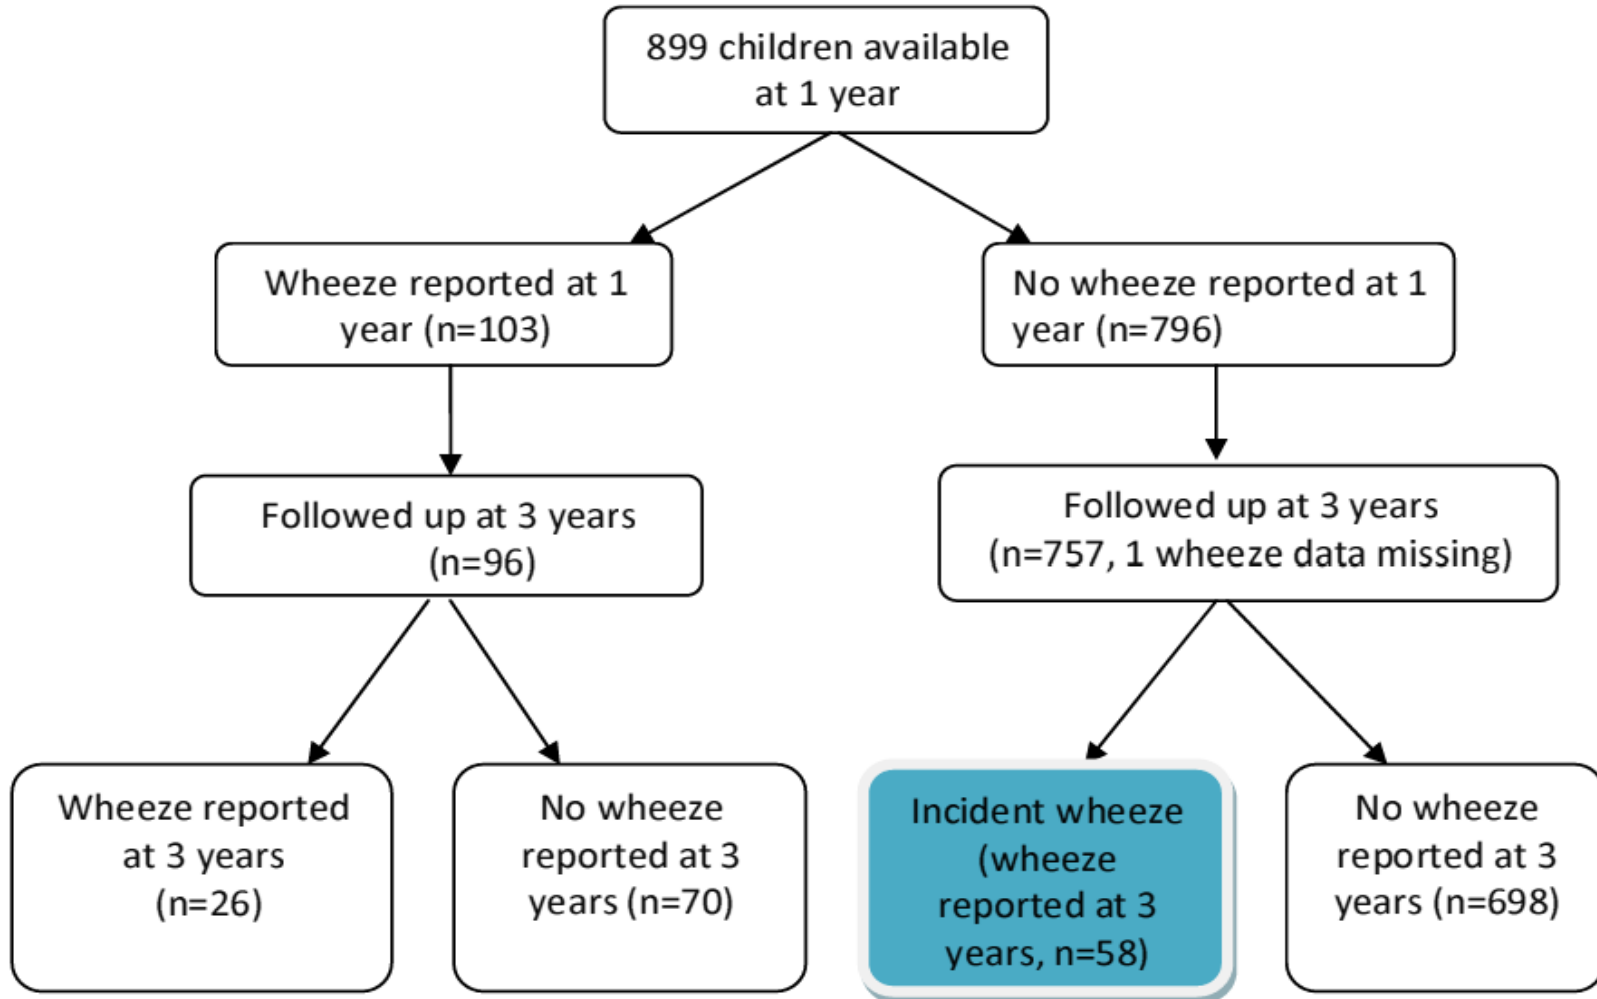 899 children available
at 1 year
Wheeze reported at 1
year (n=103)
No wheeze reported at 1
year (n=796)
Followed up at 3 years
(n=96)
Followed up at 3 years
(n=757, 1 wheeze data missing)
Wheeze reported
at 3 years
(n=26)
No wheeze
reported at 3
years (n=70)
Incident wheeze
(wheeze
reported at 3
years, n=58)
No wheeze
reported at 3
years (n=698)